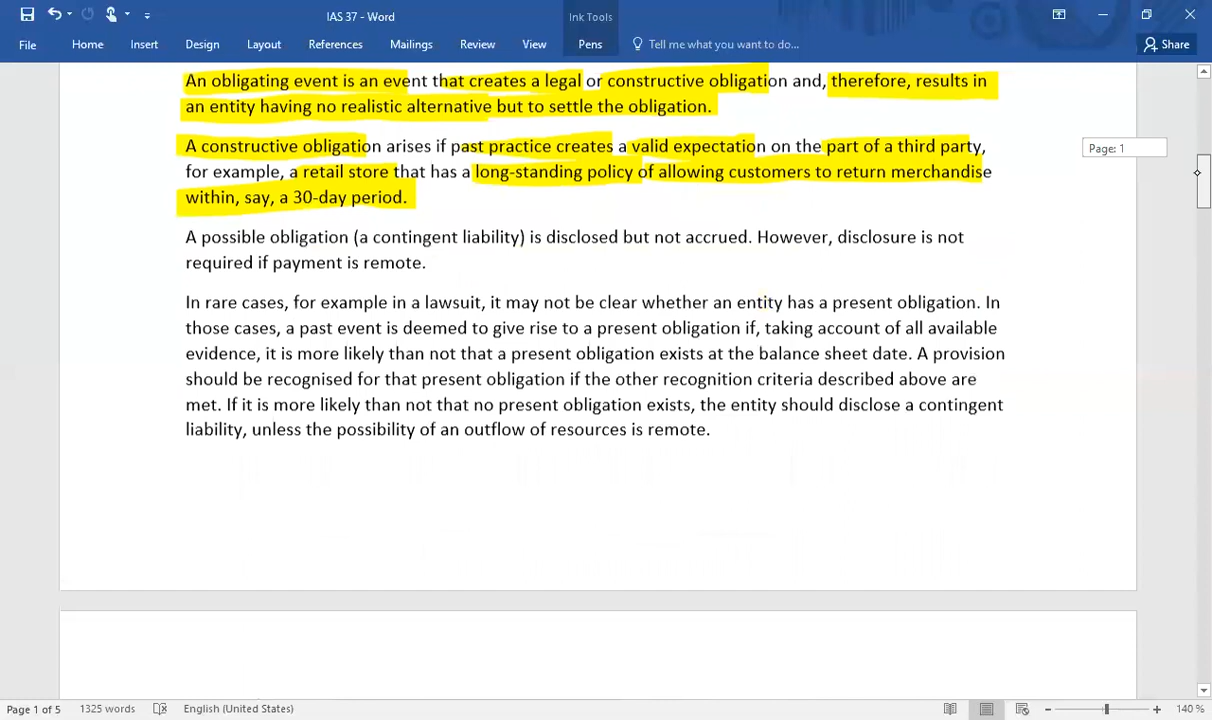 IAS 37 - Word
Ink Tools
File
Home
Insert
Design
Layout
References
Mailings
Review
View
Pens
Tell me what you want to do...
Share
An obligating event is an event that creates a legal or constructive obligation and, therefore, results in
an entity having no realistic alternative but to settle the obligation.
A constructive obligation arises if past practice creates a valid expectation on the part of a third party,
for example, a retail store that has a long-standing policy of allowing customers to return merchandise
within, say, a 30-day period.
Page: 1
A possible obligation (a contingent liability) is disclosed but not accrued. However, disclosure is not
required if payment is remote.
In rare cases, for example in a lawsuit, it may not be clear whether an entity has a present obligation. In
those cases, a past event is deemed to give rise to a present obligation if, taking account of all available
evidence, it is more likely than not that a present obligation exists at the balance sheet date. A provision
should be recognised for that present obligation if the other recognition criteria described above are
met. If it is more likely than not that no present obligation exists, the entity should disclose a contingent
liability, unless the possibility of an outflow of resources is remote.
Page 1 of 5
1325 words
English (United States)
140 %